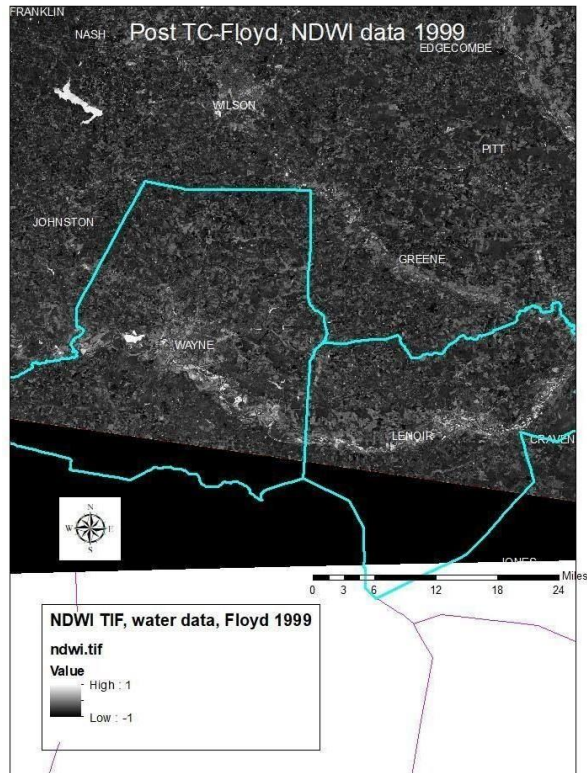 FRANKLIN
Post TC-Floyd, NDWI data 1999
NASH
EDGECOMBE
WILSON
PITT
JOHNSTON
GREENE
WAYNE
LENOIR
CRAVEN
N
W E
S
JONES
Miles
0 3 6 12 18 24
NDWI TIF, water data, Floyd 1999
ndwi.tif
Value
High : 1
Low : -1